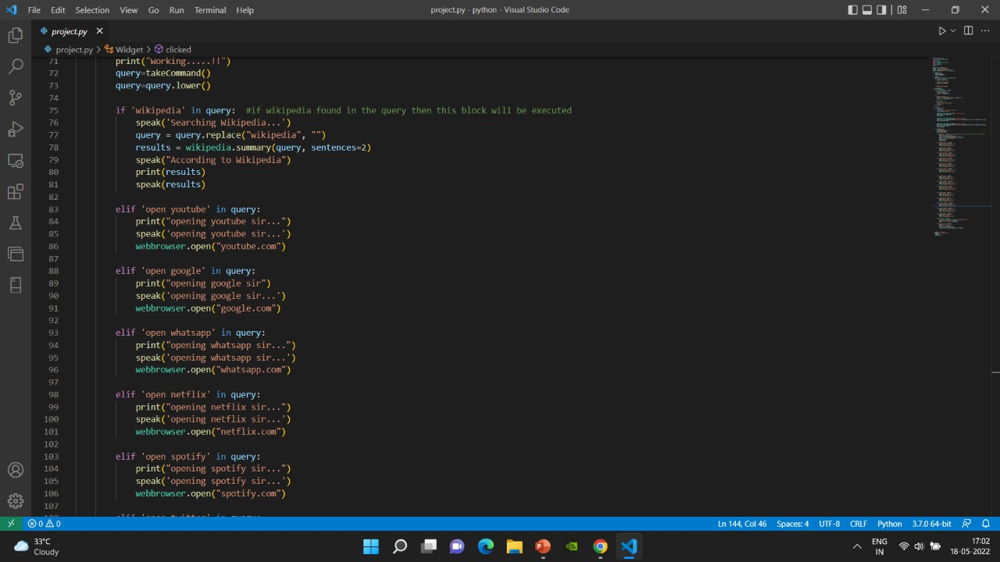 File Edit Selection View Go Run Terminal Help project.py - python - Visual Studio Code
project.py
project.py > Widget > clicked
71 print("Working.....!!")
72 query=takeCommand()
73 query=query.lower()
74
75 if 'wikipedia' in query: #if wikipedia found in the query then this block will be executed
76 speak('Searching Wikipedia...')
77 query = query.replace("wikipedia", "")
78 results = wikipedia.summary(query, sentences=2)
79 speak("According to Wikipedia")
80 print(results)
81 speak(results)
82
83 elif 'open youtube' in query:
84 print("opening youtube sir...")
85 speak('opening youtube sir...')
86 webbrowser.open("youtube.com")
87
88 elif 'open google' in query:
89 print("opening google sir")
90 speak('opening google sir...')
91 webbrowser.open("google.com")
92
93 elif 'open whatsapp' in query:
94 print("opening whatsapp sir...")
95 speak('opening whatsapp sir...')
96 webbrowser.open("whatsapp.com")
97
98 elif 'open netflix' in query:
99 print("opening netflix sir...")
100 speak('opening netflix sir...')
101 webbrowser.open("netflix.com")
102
103 elif 'open spotify' in query:
104 print("opening spotify sir...")
105 speak('opening spotify sir...')
106 webbrowser.open("spotify.com")
107
0 0 Ln 144, Col 46 Spaces: 4 UTF-8 CRLF Python 3.7.0 64-bit
33°C
Cloudy
ENG
IN
17:02
18-05-2022